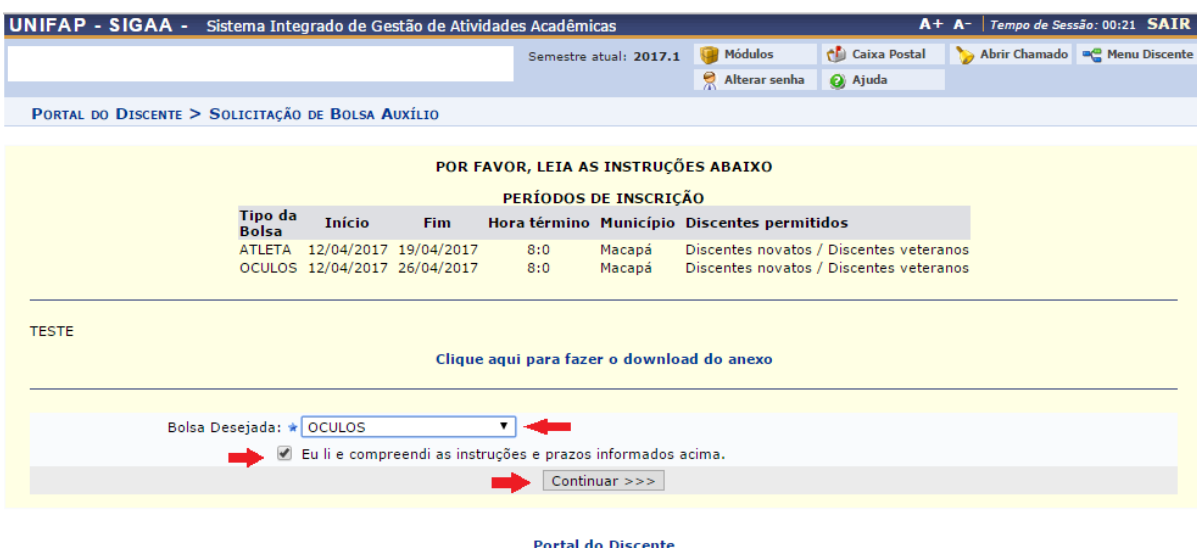 UNIFAP - SIGAA - Sistema Integrado de Gestão de Atividades Acadêmicas A+ A- | Tempo de Sessão: 00:21 SAIR
Semestre atual: 2017.1 Módulos Caixa Postal Abrir Chamado Menu Discente
Alterar senha Ajuda
PORTAL DO DISCENTE > SOLICITAÇÃO DE BOLSA AUXÍLIO
POR FAVOR, LEIA AS INSTRUÇÕES ABAIXO
PERÍODOS DE INSCRIÇÃO
Tipo da Bolsa Início Fim Hora término Município Discentes permitidos
ATLETA 12/04/2017 19/04/2017 8:0 Macapá Discentes novatos / Discentes veteranos
OCULOS 12/04/2017 26/04/2017 8:0 Macapá Discentes novatos / Discentes veteranos
TESTE
Clique aqui para fazer o download do anexo
Bolsa Desejada: OCULOS
Eu li e compreendi as instruções e prazos informados acima.
Continuar >>>
Portal do Discente